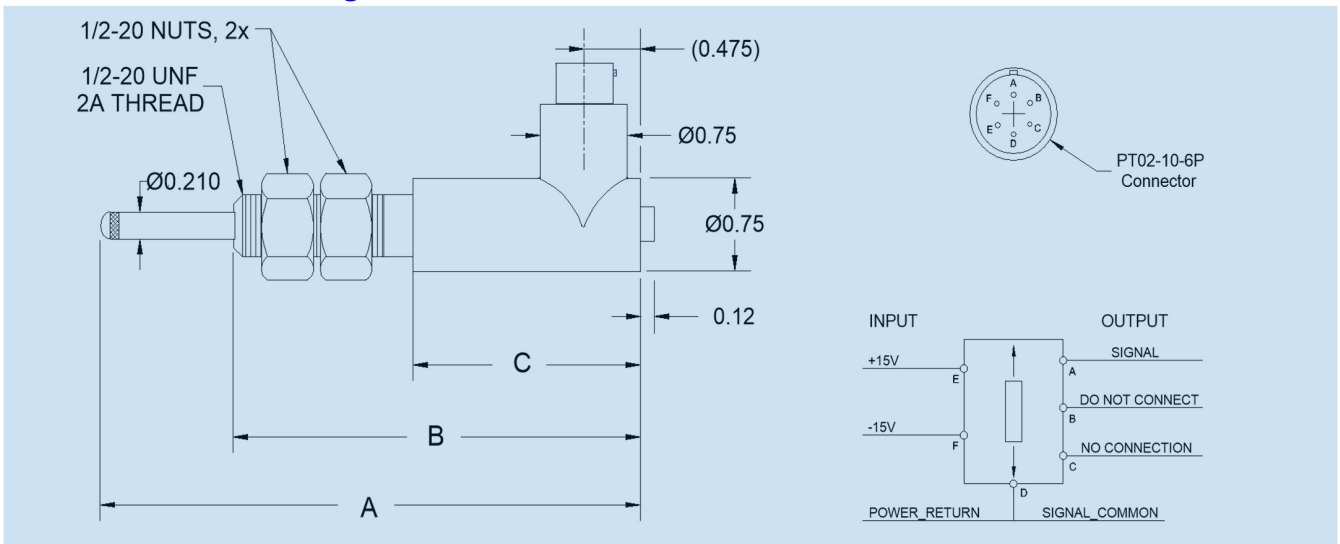 1/2-20 NUTS, 2x
1/2-20 UNF
2A THREAD
Ø0.210
(0.475)
Ø0.75
Ø0.75
0.12
C
B
A
A
B
C
D
E
F
PT02-10-6P
Connector
INPUT
OUTPUT
+15V
E
SIGNAL
A
DO NOT CONNECT
B
-15V
F
NO CONNECTION
C
D
POWER_RETURN
SIGNAL_COMMON